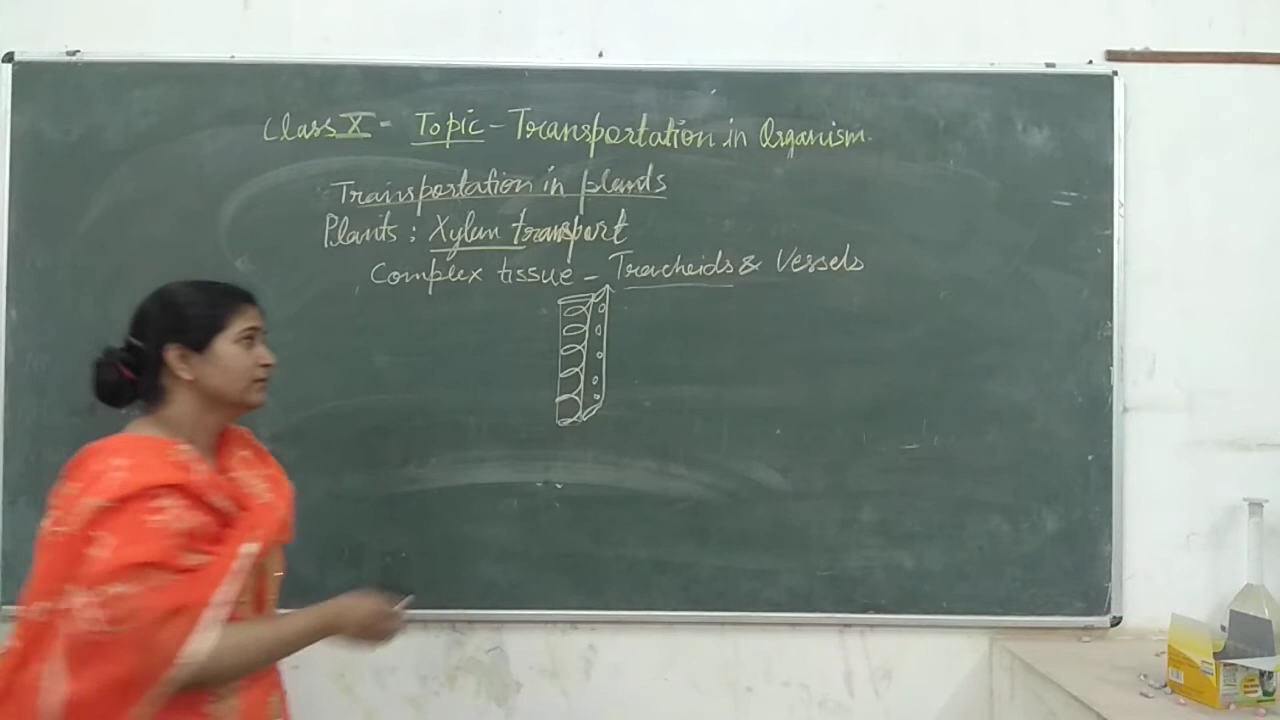 Class X - Topic - Transportation in Organism.
Transportation in plants
Plants : Xylem transport
Complex tissue - Tracheids & Vessels